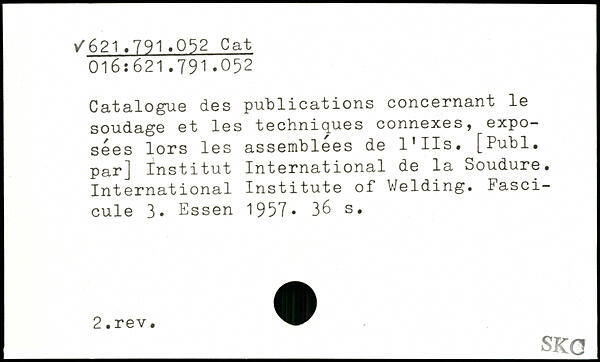 ✓621.791.052 Cat
016:621.791.052
Catalogue des publications concernant le
soudage et les techniques connexes, expo-
sées lors les assemblées de l'IIs. [Publ.
par] Institut International de la Soudure.
International Institute of Welding. Fasci-
cule 3. Essen 1957. 36 s.
2.rev.
SKC